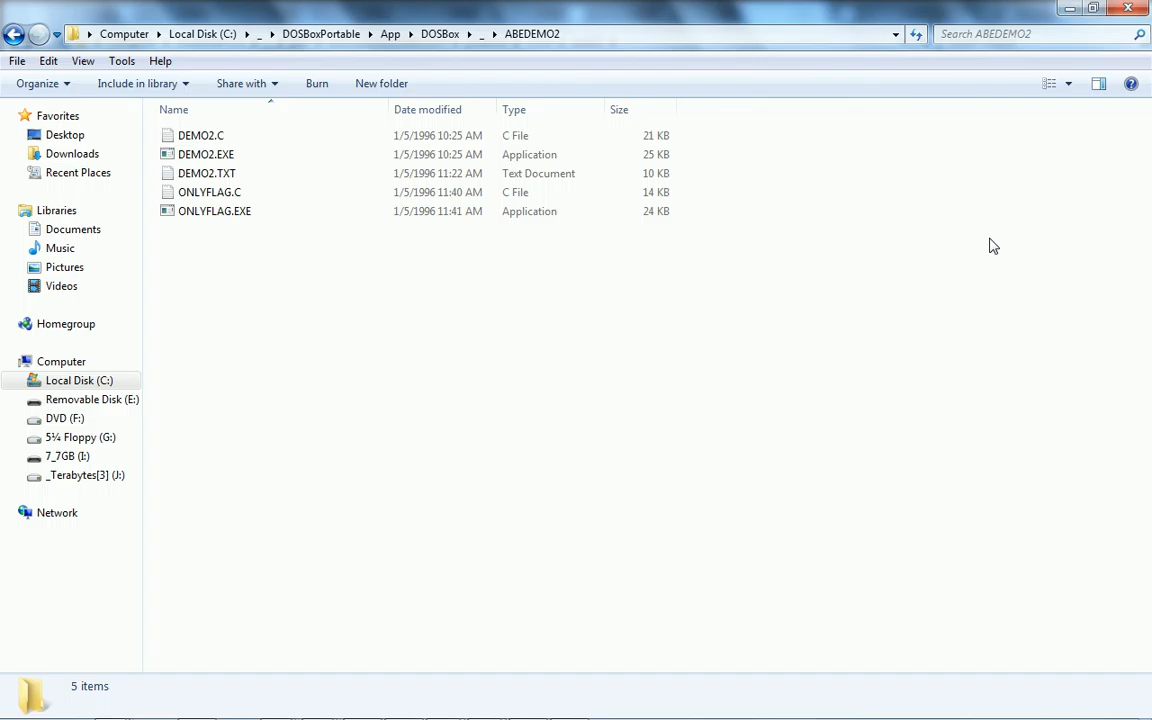 Computer Local Disk (C:) _ DOSBoxPortable App DOSBox _ ABEDEMO2 Search ABEDEMO2
File Edit View Tools Help
Organize Include in library Share with Burn New folder
Name Date modified Type Size
DEMO2.C 1/5/1996 10:25 AM C File 21 KB
DEMO2.EXE 1/5/1996 10:25 AM Application 25 KB
DEMO2.TXT 1/5/1996 11:22 AM Text Document 10 KB
ONLYFLAG.C 1/5/1996 11:40 AM C File 14 KB
ONLYFLAG.EXE 1/5/1996 11:41 AM Application 24 KB
Favorites
Desktop
Downloads
Recent Places
Libraries
Documents
Music
Pictures
Videos
Homegroup
Computer
Local Disk (C:)
Removable Disk (E:)
DVD (F:)
5¼ Floppy (G:)
7_7GB (I:)
_Terabytes[3] (J:)
Network
5 items